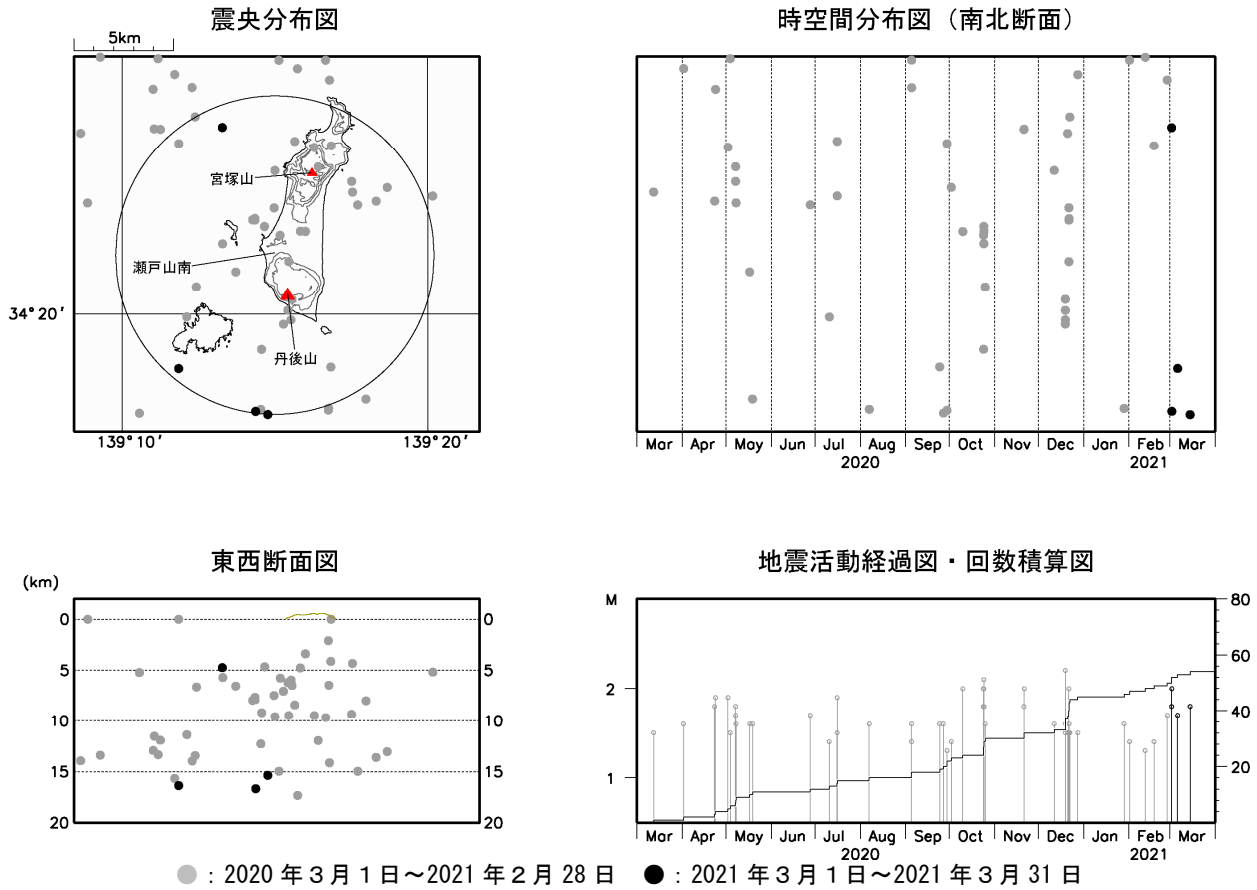 震央分布図
5km
宮塚山
瀬戸山南
34°20′
丹後山
139°10′ 139°20′
時空間分布図（南北断面）
Mar Apr May Jun Jul Aug Sep Oct Nov Dec Jan Feb Mar
2020 2021
東西断面図
(km)
0 0
5 5
10 10
15 15
20 20
地震活動経過図・回数積算図
M 80
60
2
40
1 20
Mar Apr May Jun Jul Aug Sep Oct Nov Dec Jan Feb Mar
2020 2021
：2020 年３月１日～2021 年２月 28 日 ：2021 年３月１日～2021 年３月 31 日